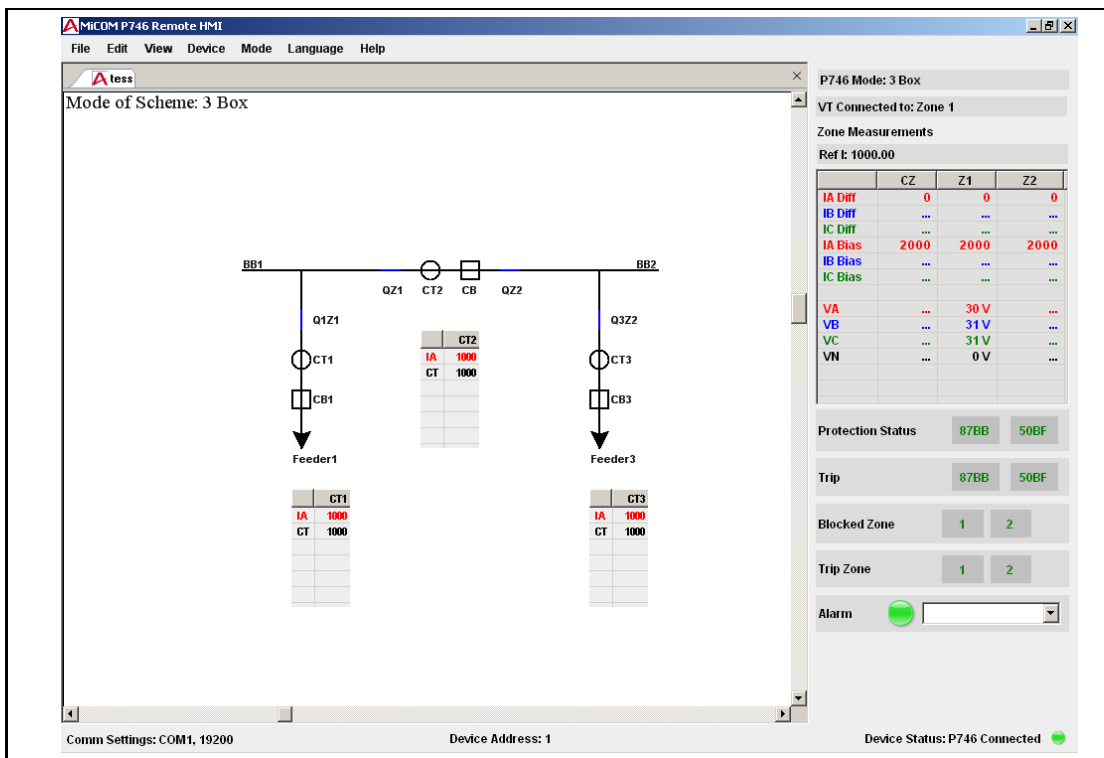 MiCOM P746 Remote HMI
File Edit View Device Mode Language Help
tess
Mode of Scheme: 3 Box
BB1 BB2
QZ1 CT2 CB QZ2
Q1Z1 Q3Z2
CT2
IA 1000
CT 1000
CT1 CT3
CB1 CB3
Feeder1 Feeder3
CT1
IA 1000
CT 1000
CT3
IA 1000
CT 1000
P746 Mode: 3 Box
VT Connected to: Zone 1
Zone Measurements
Ref I: 1000.00
CZ Z1 Z2
IA Diff 0 0 0
IB Diff ... ... ...
IC Diff ... ... ...
IA Bias 2000 2000 2000
IB Bias ... ... ...
IC Bias ... ... ...
VA ... 30 V ...
VB ... 31 V ...
VC ... 31 V ...
VN ... 0 V ...
Protection Status 87BB 50BF
Trip 87BB 50BF
Blocked Zone 1 2
Trip Zone 1 2
Alarm
Comm Settings: COM1, 19200 Device Address: 1 Device Status: P746 Connected